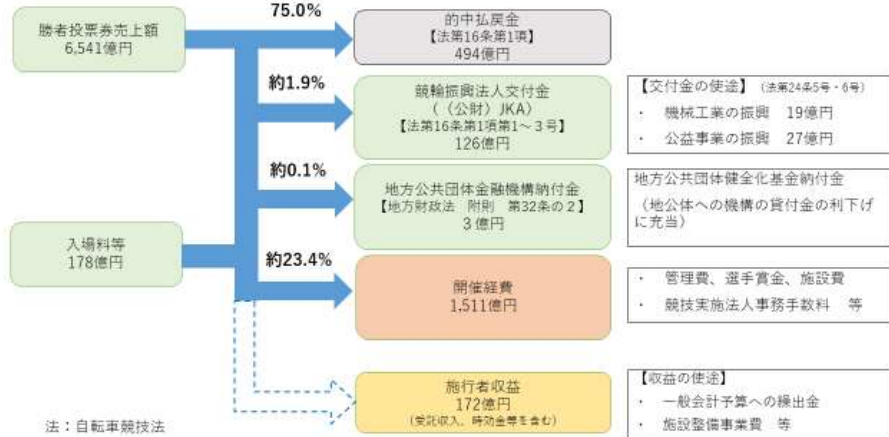 75.0%
勝者投票券売上額
6,541億円
的中払戻金
【法第16条第1項】
494億円
約1.9%
競輪振興法人交付金
（（公財）JKA）
【法第16条第1項第1～3号】
126億円
【交付金の使途】（法第24条5号・6号）
・ 機械工業の振興 19億円
・ 公益事業の振興 27億円
約0.1%
地方公共団体金融機構納付金
【地方財政法 附則 第32条の2】
3億円
地方公共団体健全化基金納付金
（地公体への機構の貸付金の利下げ
に充当）
入場料等
178億円
約23.4%
開催経費
1,511億円
・ 管理費、選手賞金、施設費
・ 競技実施法人事務手数料 等
施行者収益
172億円
（受託収入、時効金等を含む）
【収益の使途】
・ 一般会計予算への繰出金
・ 施設整備事業費 等
法：自転車競技法